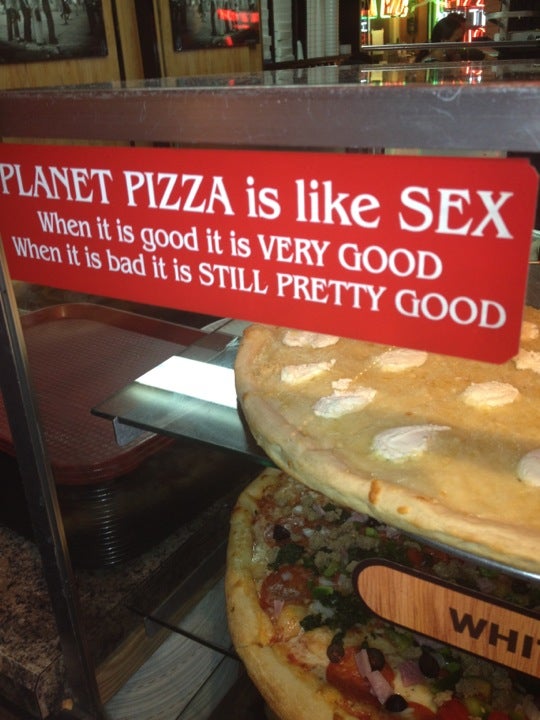 PLANET PIZZA is like SEX
When it is good it is VERY GOOD
When it is bad it is STILL PRETTY GOOD
WHI